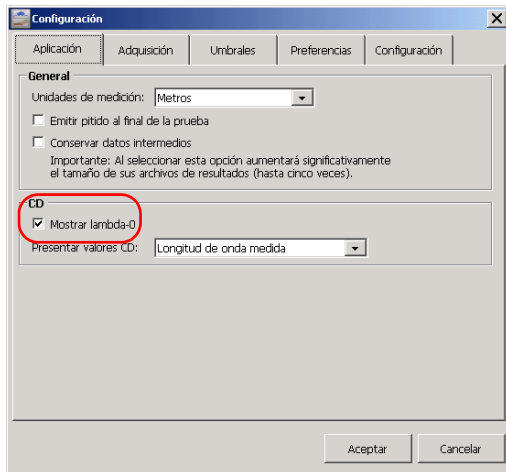 Configuración
Aplicación
Adquisición
Umbrales
Preferencias
Configuración
General
Unidades de medición: Metros
Emitir pitido al final de la prueba
Conservar datos intermedios
Importante: Al seleccionar esta opción aumentará significativamente
el tamaño de sus archivos de resultados (hasta cinco veces).
CD
Mostrar lambda-0
Presentar valores CD: Longitud de onda medida
Aceptar
Cancelar